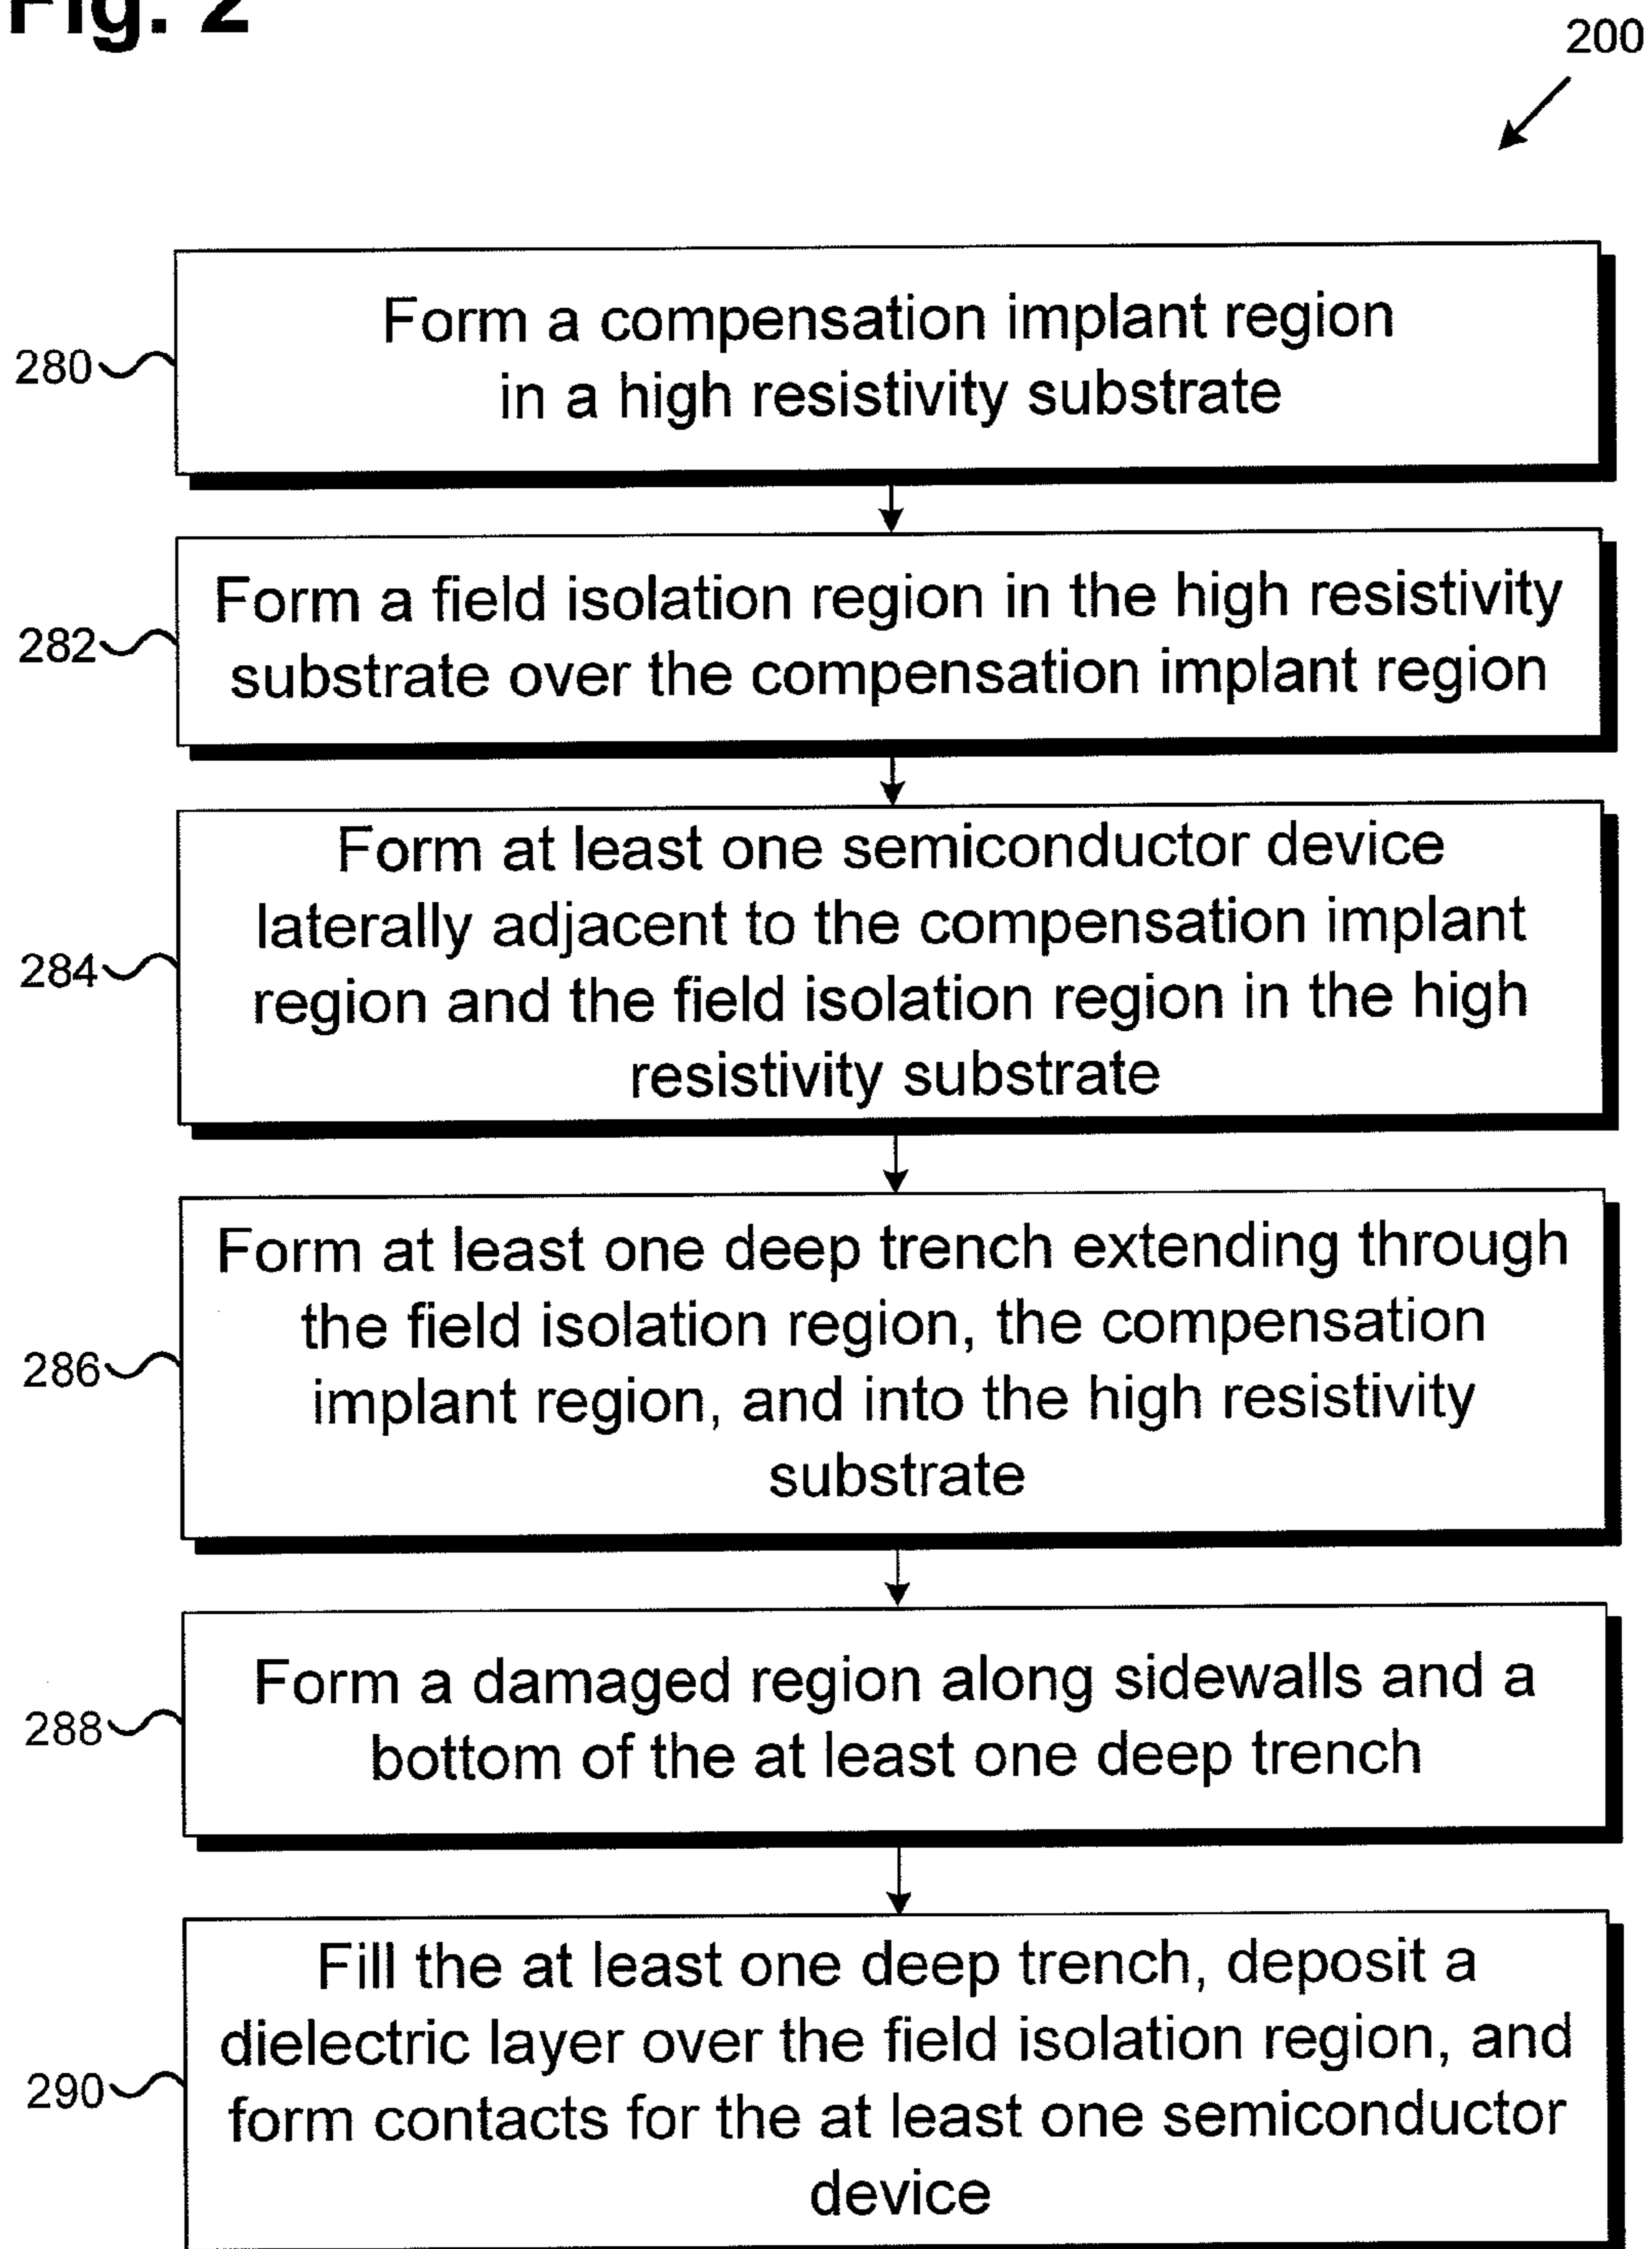 Fig. 2
200
280
Form a compensation implant region
in a high resistivity substrate
282
Form a field isolation region in the high resistivity
substrate over the compensation implant region
284
Form at least one semiconductor device
laterally adjacent to the compensation implant
region and the field isolation region in the high
resistivity substrate
286
Form at least one deep trench extending through
the field isolation region, the compensation
implant region, and into the high resistivity
substrate
288
Form a damaged region along sidewalls and a
bottom of the at least one deep trench
290
Fill the at least one deep trench, deposit a
dielectric layer over the field isolation region, and
form contacts for the at least one semiconductor
device